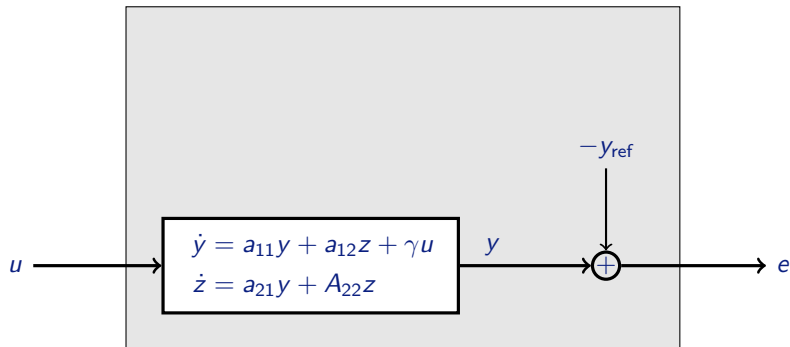 −y_ref
ẏ = a₁₁y + a₁₂z + γu
ż = a₂₁y + A₂₂z
u
y
+
e